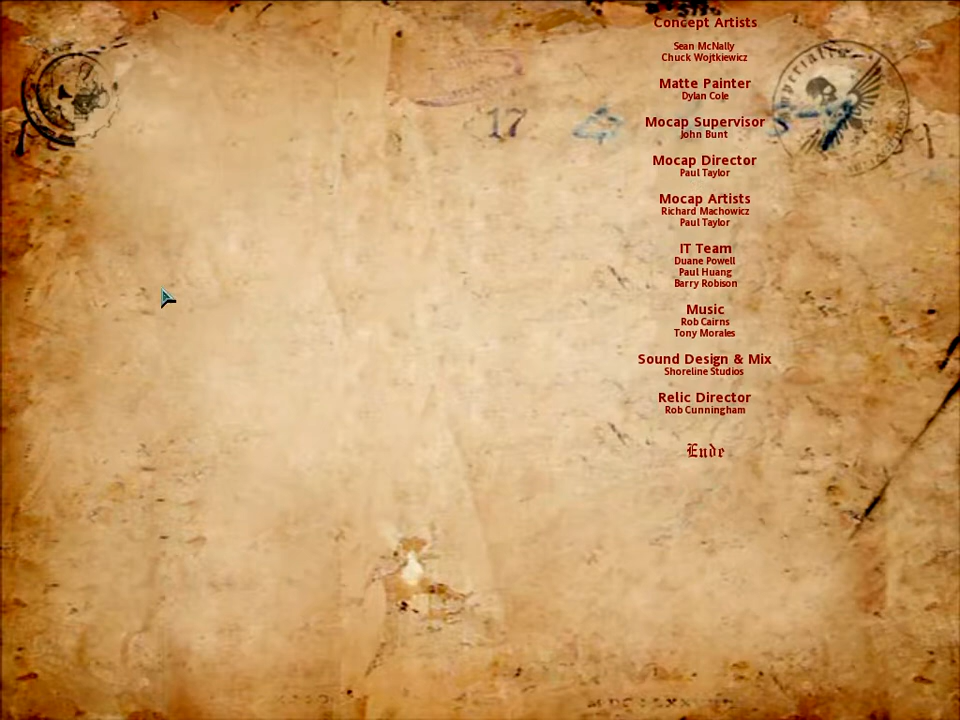 Concept Artists
Sean McNally
Chuck Wojtkiewicz
Matte Painter
Dylan Cole
Mocap Supervisor
John Bunt
Mocap Director
Paul Taylor
Mocap Artists
Richard Machowicz
Paul Taylor
IT Team
Duane Powell
Paul Huang
Barry Robison
Music
Rob Cairns
Tony Morales
Sound Design & Mix
Shoreline Studios
Relic Director
Rob Cunningham
Ende
17